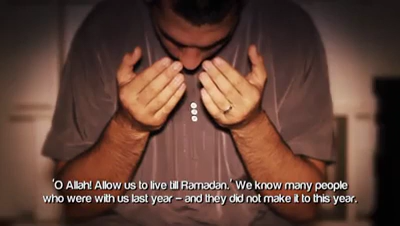 'O Allah! Allow us to live till Ramadan.' We know many people
who were with us last year – and they did not make it to this year.